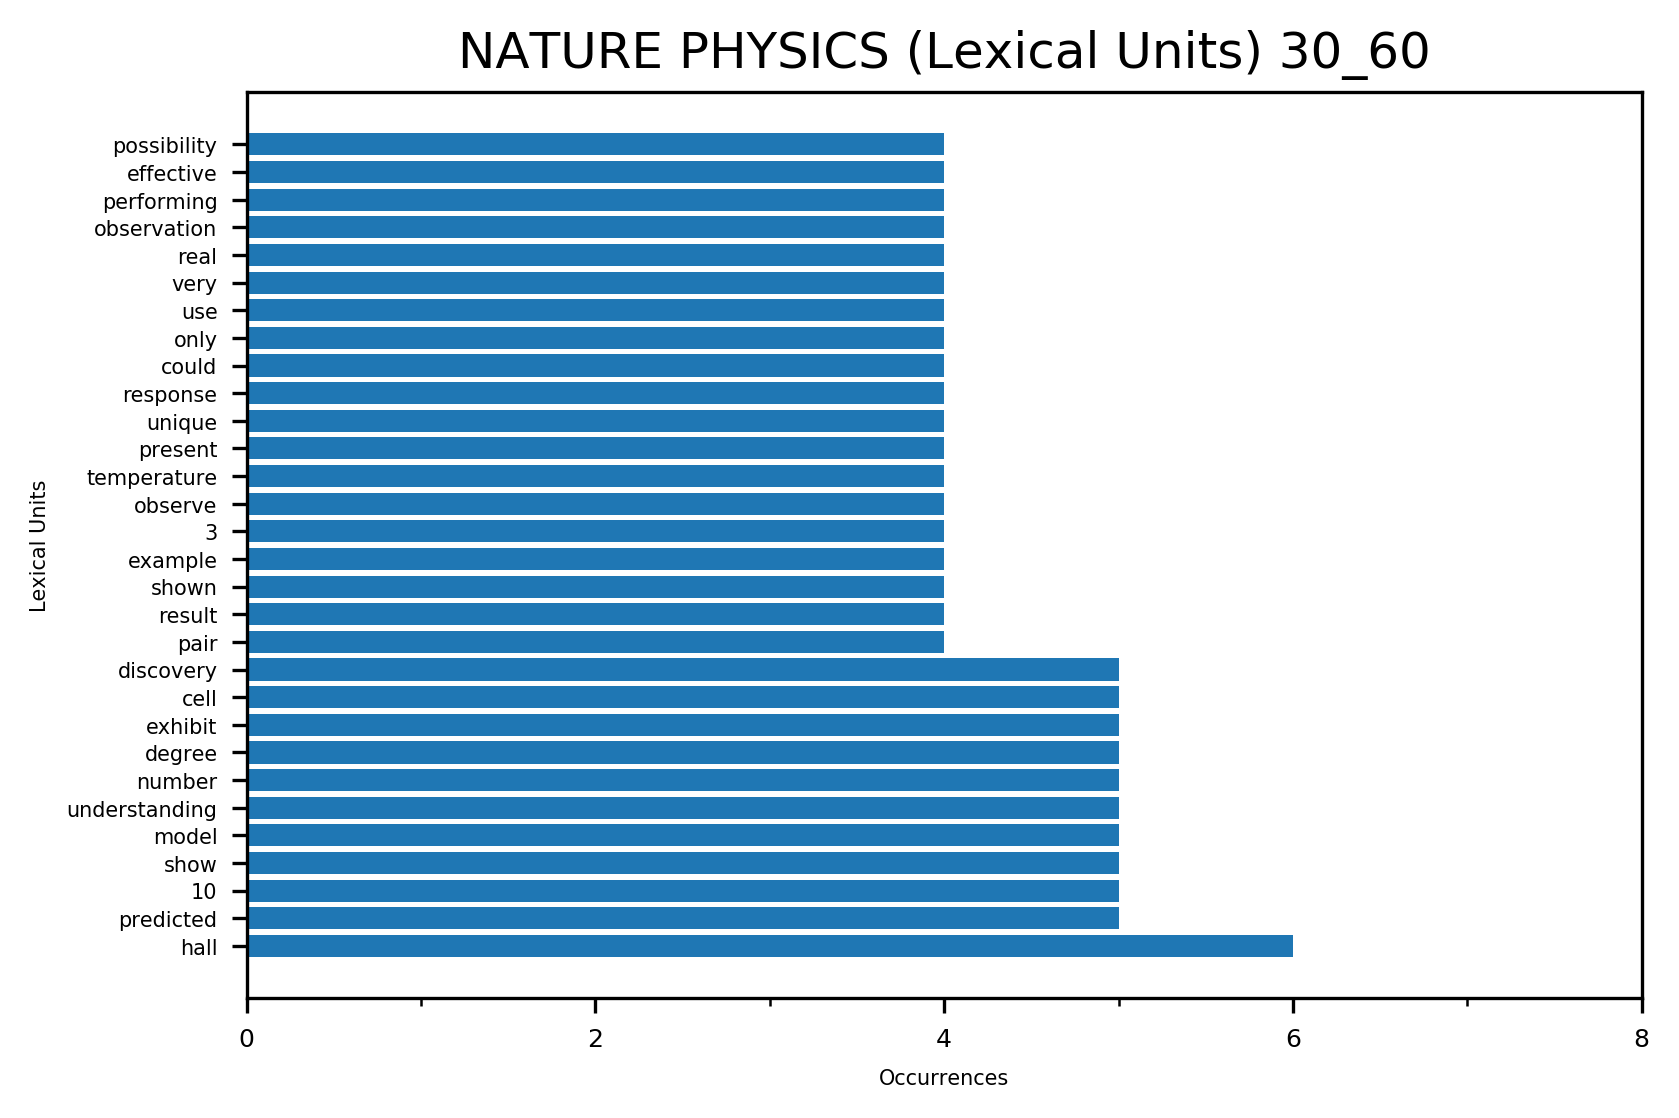 NATURE PHYSICS (Lexical Units) 30_60
possibility
effective
performing
observation
real
very
use
only
could
response
unique
present
temperature
observe
3
example
shown
result
pair
discovery
cell
exhibit
degree
number
understanding
model
show
10
predicted
hall
Lexical Units
0 2 4 6 8
Occurrences